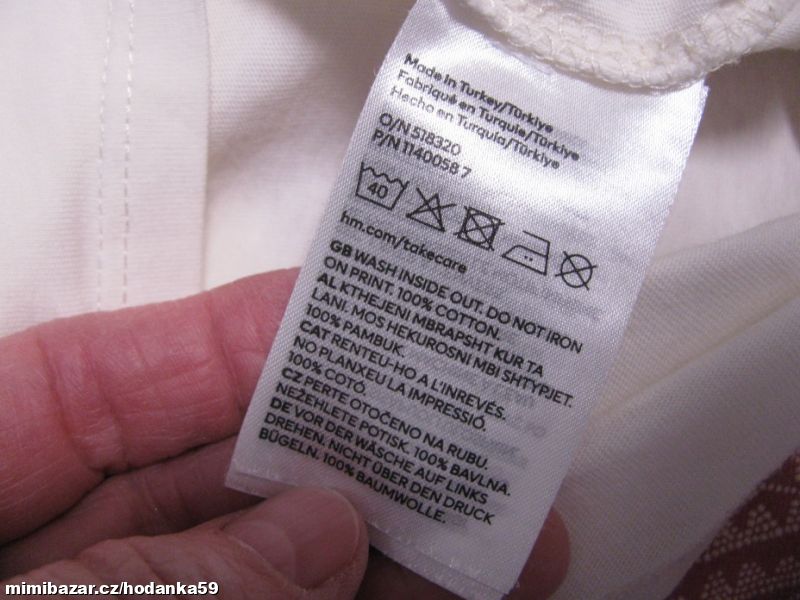 Made in Turkey/Türkiye
Fabriqué en Turquie/Türkiye
Hecho en Turquía/Türkiye
O/N 518320
P/N 1140058 7
40
hm.com/takecare
GB WASH INSIDE OUT. DO NOT IRON
ON PRINT. 100% COTTON.
AL KTHEJENI MBRAPSHT KUR TA
LANI. MOS HEKUROSNI MBI SHTYPJET.
100% PAMBUK.
CAT RENTEU-HO A L'INREVÉS.
NO PLANXEU LA IMPRESSIÓ.
100% COTÓ.
CZ PERTE OTOČENO NA RUBU.
NEŽEHLETE POTISK. 100% BAVLNA.
DE VOR DER WÄSCHE AUF LINKS
DREHEN. NICHT ÜBER DEN DRUCK
BÜGELN. 100% BAUMWOLLE.
mimibazar.cz/hodanka59